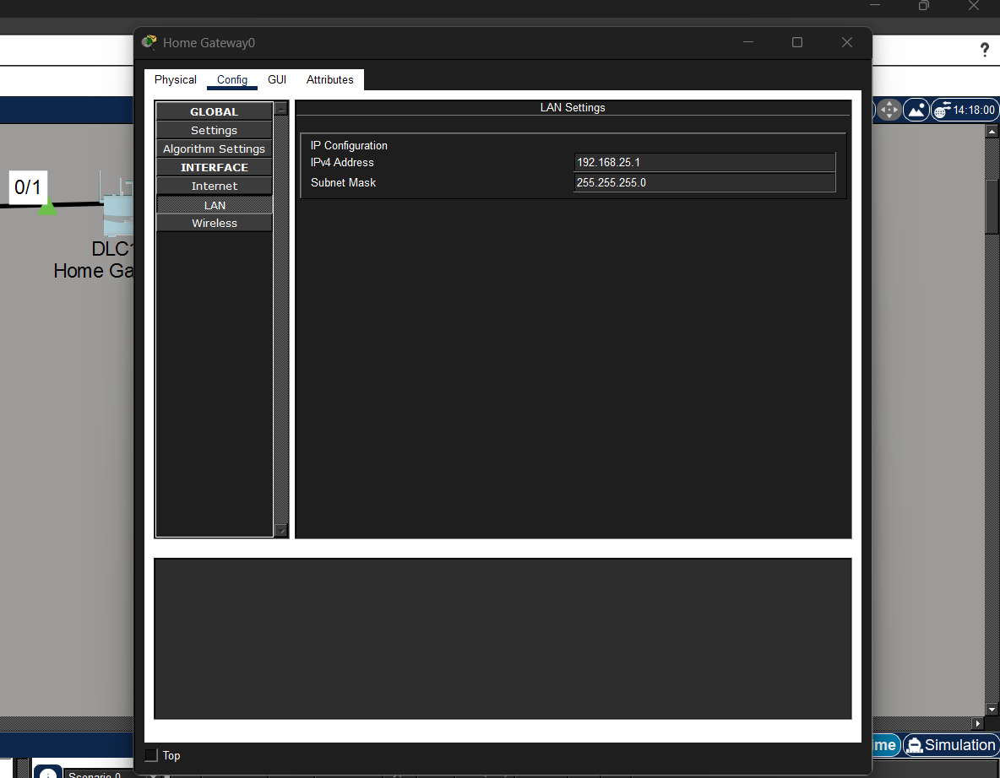 Home Gateway0
?
Physical Config GUI Attributes
GLOBAL
Settings
Algorithm Settings
INTERFACE
Internet
LAN
Wireless
LAN Settings
IP Configuration
IPv4 Address 192.168.25.1
Subnet Mask 255.255.255.0
14:18:00
0/1
DLC1
Home Ga
Top
ime
Simulation
Scenario 0